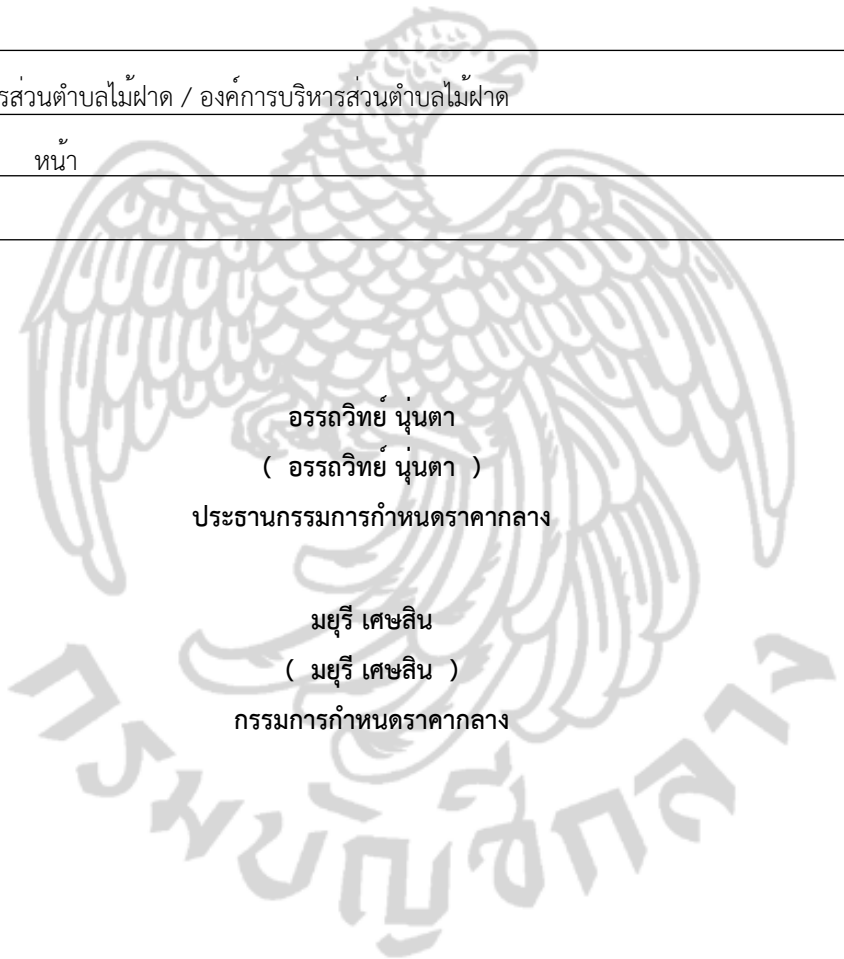 รส่วนตำบลไม้ฝาด / องค์การบริหารส่วนตำบลไม้ฝาด
หน้า
อรรถวิทย์ นุ่นตา
( อรรถวิทย์ นุ่นตา )
ประธานกรรมการกำหนดราคากลาง
มยุรี เศษสิน
( มยุรี เศษสิน )
กรรมการกำหนดราคากลาง
กรมบัญชีกลาง